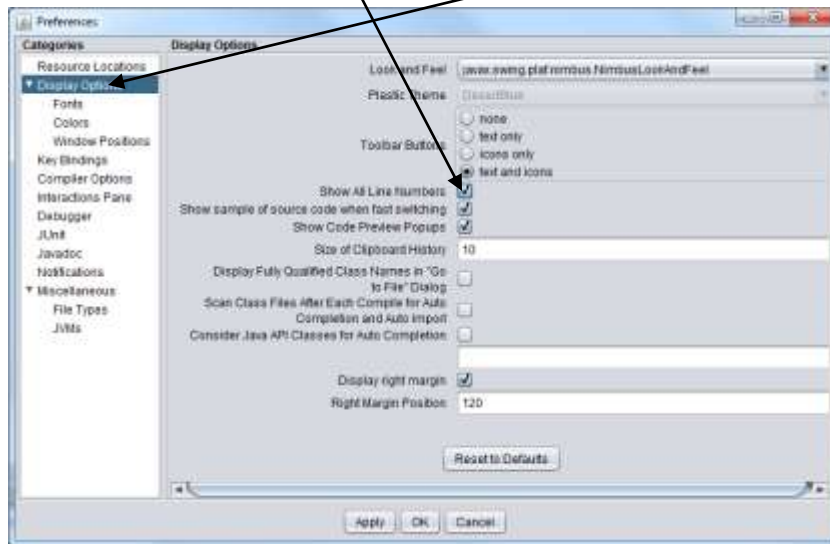 Preferences
Categories
Resource Locations
Display Options
Fonts
Colors
Window Positions
Key Bindings
Compiler Options
Interactions Pane
Debugger
JUnit
Javadoc
Notifications
Miscellaneous
File Types
JVMs
Display Options
Look and Feel javax.swing.plaf.nimbus.NimbusLookAndFeel
Plastic Theme DesertBlue
Toolbar Buttons
none
text only
icons only
text and icons
Show All Line Numbers
Show sample of source code when fast switching
Show Code Preview Popups
Size of Clipboard History 10
Display Fully Qualified Class Names in "Go
to File" Dialog
Scan Class Files After Each Compile for Auto
Completion and Auto Import
Consider Java API Classes for Auto Completion
Display right margin
Right Margin Position 120
Reset to Defaults
Apply OK Cancel